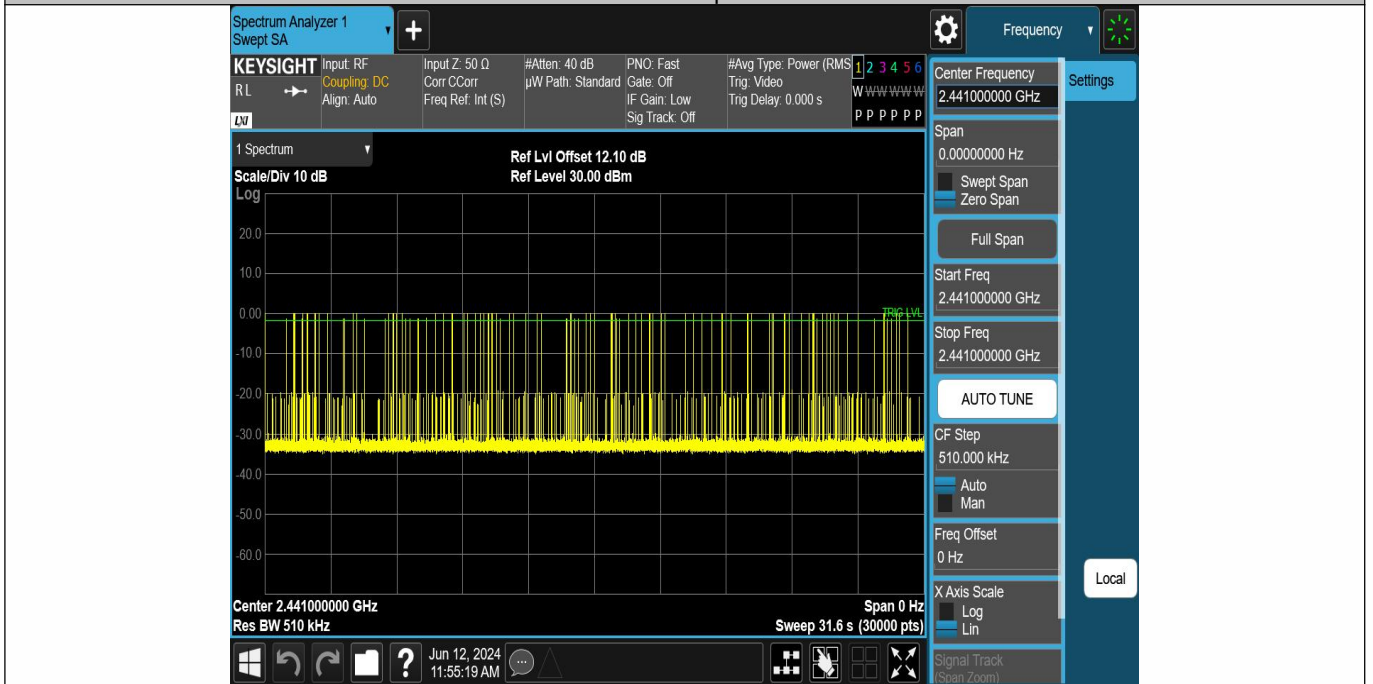 Spectrum Analyzer 1
Swept SA
+
Frequency
KEYSIGHT
RL
LXI
Input: RF
Coupling: DC
Align: Auto
Input Z: 50 Ω
Corr CCorr
Freq Ref: Int (S)
#Atten: 40 dB
µW Path: Standard
PNO: Fast
Gate: Off
IF Gain: Low
Sig Track: Off
#Avg Type: Power (RMS
Trig: Video
Trig Delay: 0.000 s
1 2 3 4 5 6
W W W W W W
P P P P P P
1 Spectrum
Scale/Div 10 dB
Ref Lvl Offset 12.10 dB
Ref Level 30.00 dBm
Log
20.0
10.0
0.00
TRIG LVL
-10.0
-20.0
-30.0
-40.0
-50.0
-60.0
Center 2.441000000 GHz
Res BW 510 kHz
Span 0 Hz
Sweep 31.6 s (30000 pts)
Center Frequency
2.441000000 GHz
Settings
Span
0.00000000 Hz
Swept Span
Zero Span
Full Span
Start Freq
2.441000000 GHz
Stop Freq
2.441000000 GHz
AUTO TUNE
CF Step
510.000 kHz
Auto
Man
Freq Offset
0 Hz
X Axis Scale
Log
Lin
Signal Track
(Span Zoom)
Local
?
Jun 12, 2024
11:55:19 AM